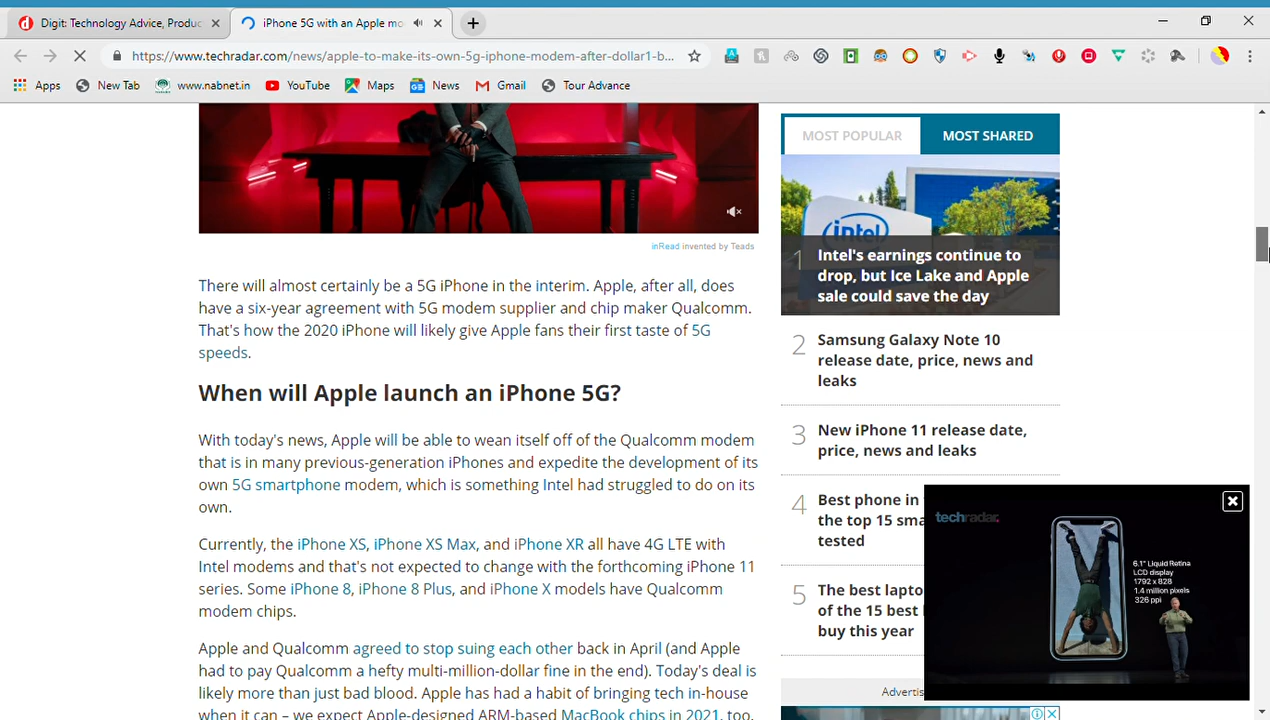 Digit: Technology Advice, Produc
iPhone 5G with an Apple mo
https://www.techradar.com/news/apple-to-make-its-own-5g-iphone-modem-after-dollar1-b...
Apps
New Tab
www.nabnet.in
YouTube
Maps
News
Gmail
Tour Advance
inRead invented by Teads
There will almost certainly be a 5G iPhone in the interim. Apple, after all, does
have a six-year agreement with 5G modem supplier and chip maker Qualcomm.
That's how the 2020 iPhone will likely give Apple fans their first taste of 5G
speeds.
When will Apple launch an iPhone 5G?
With today's news, Apple will be able to wean itself off of the Qualcomm modem
that is in many previous-generation iPhones and expedite the development of its
own 5G smartphone modem, which is something Intel had struggled to do on its
own.
Currently, the iPhone XS, iPhone XS Max, and iPhone XR all have 4G LTE with
Intel modems and that's not expected to change with the forthcoming iPhone 11
series. Some iPhone 8, iPhone 8 Plus, and iPhone X models have Qualcomm
modem chips.
Apple and Qualcomm agreed to stop suing each other back in April (and Apple
had to pay Qualcomm a hefty multi-million-dollar fine in the end). Today's deal is
likely more than just bad blood. Apple has had a habit of bringing tech in-house
when it can – we expect Apple-designed ARM-based MacBook chips in 2021, too.
MOST POPULAR
MOST SHARED
intel
1 Intel's earnings continue to
drop, but Ice Lake and Apple
sale could save the day
2 Samsung Galaxy Note 10
release date, price, news and
leaks
3 New iPhone 11 release date,
price, news and leaks
4 Best phone in
the top 15 sma
tested
5 The best lapto
of the 15 best
buy this year
Advertis
techradar.
6.1" Liquid Retina
LCD display
1792 x 828
1.4 million pixels
326 ppi